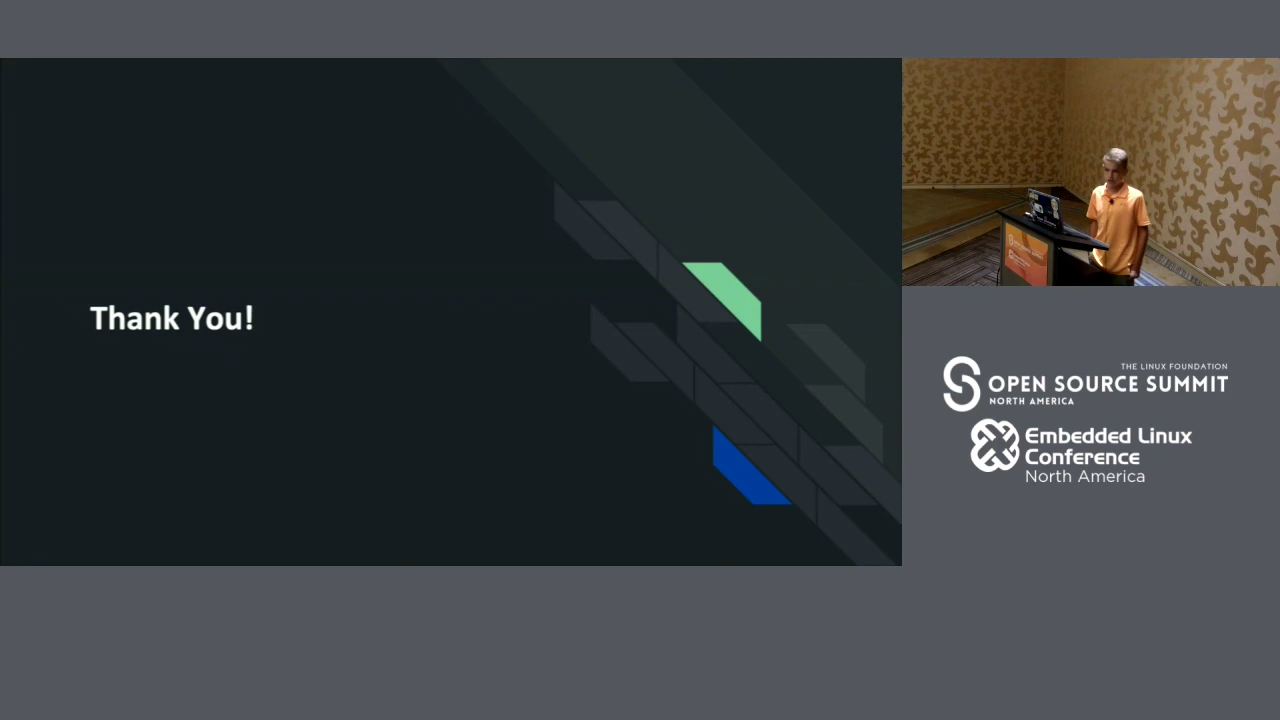 Thank You!
THE LINUX FOUNDATION
OPEN SOURCE SUMMIT
NORTH AMERICA
Embedded Linux
Conference
North America